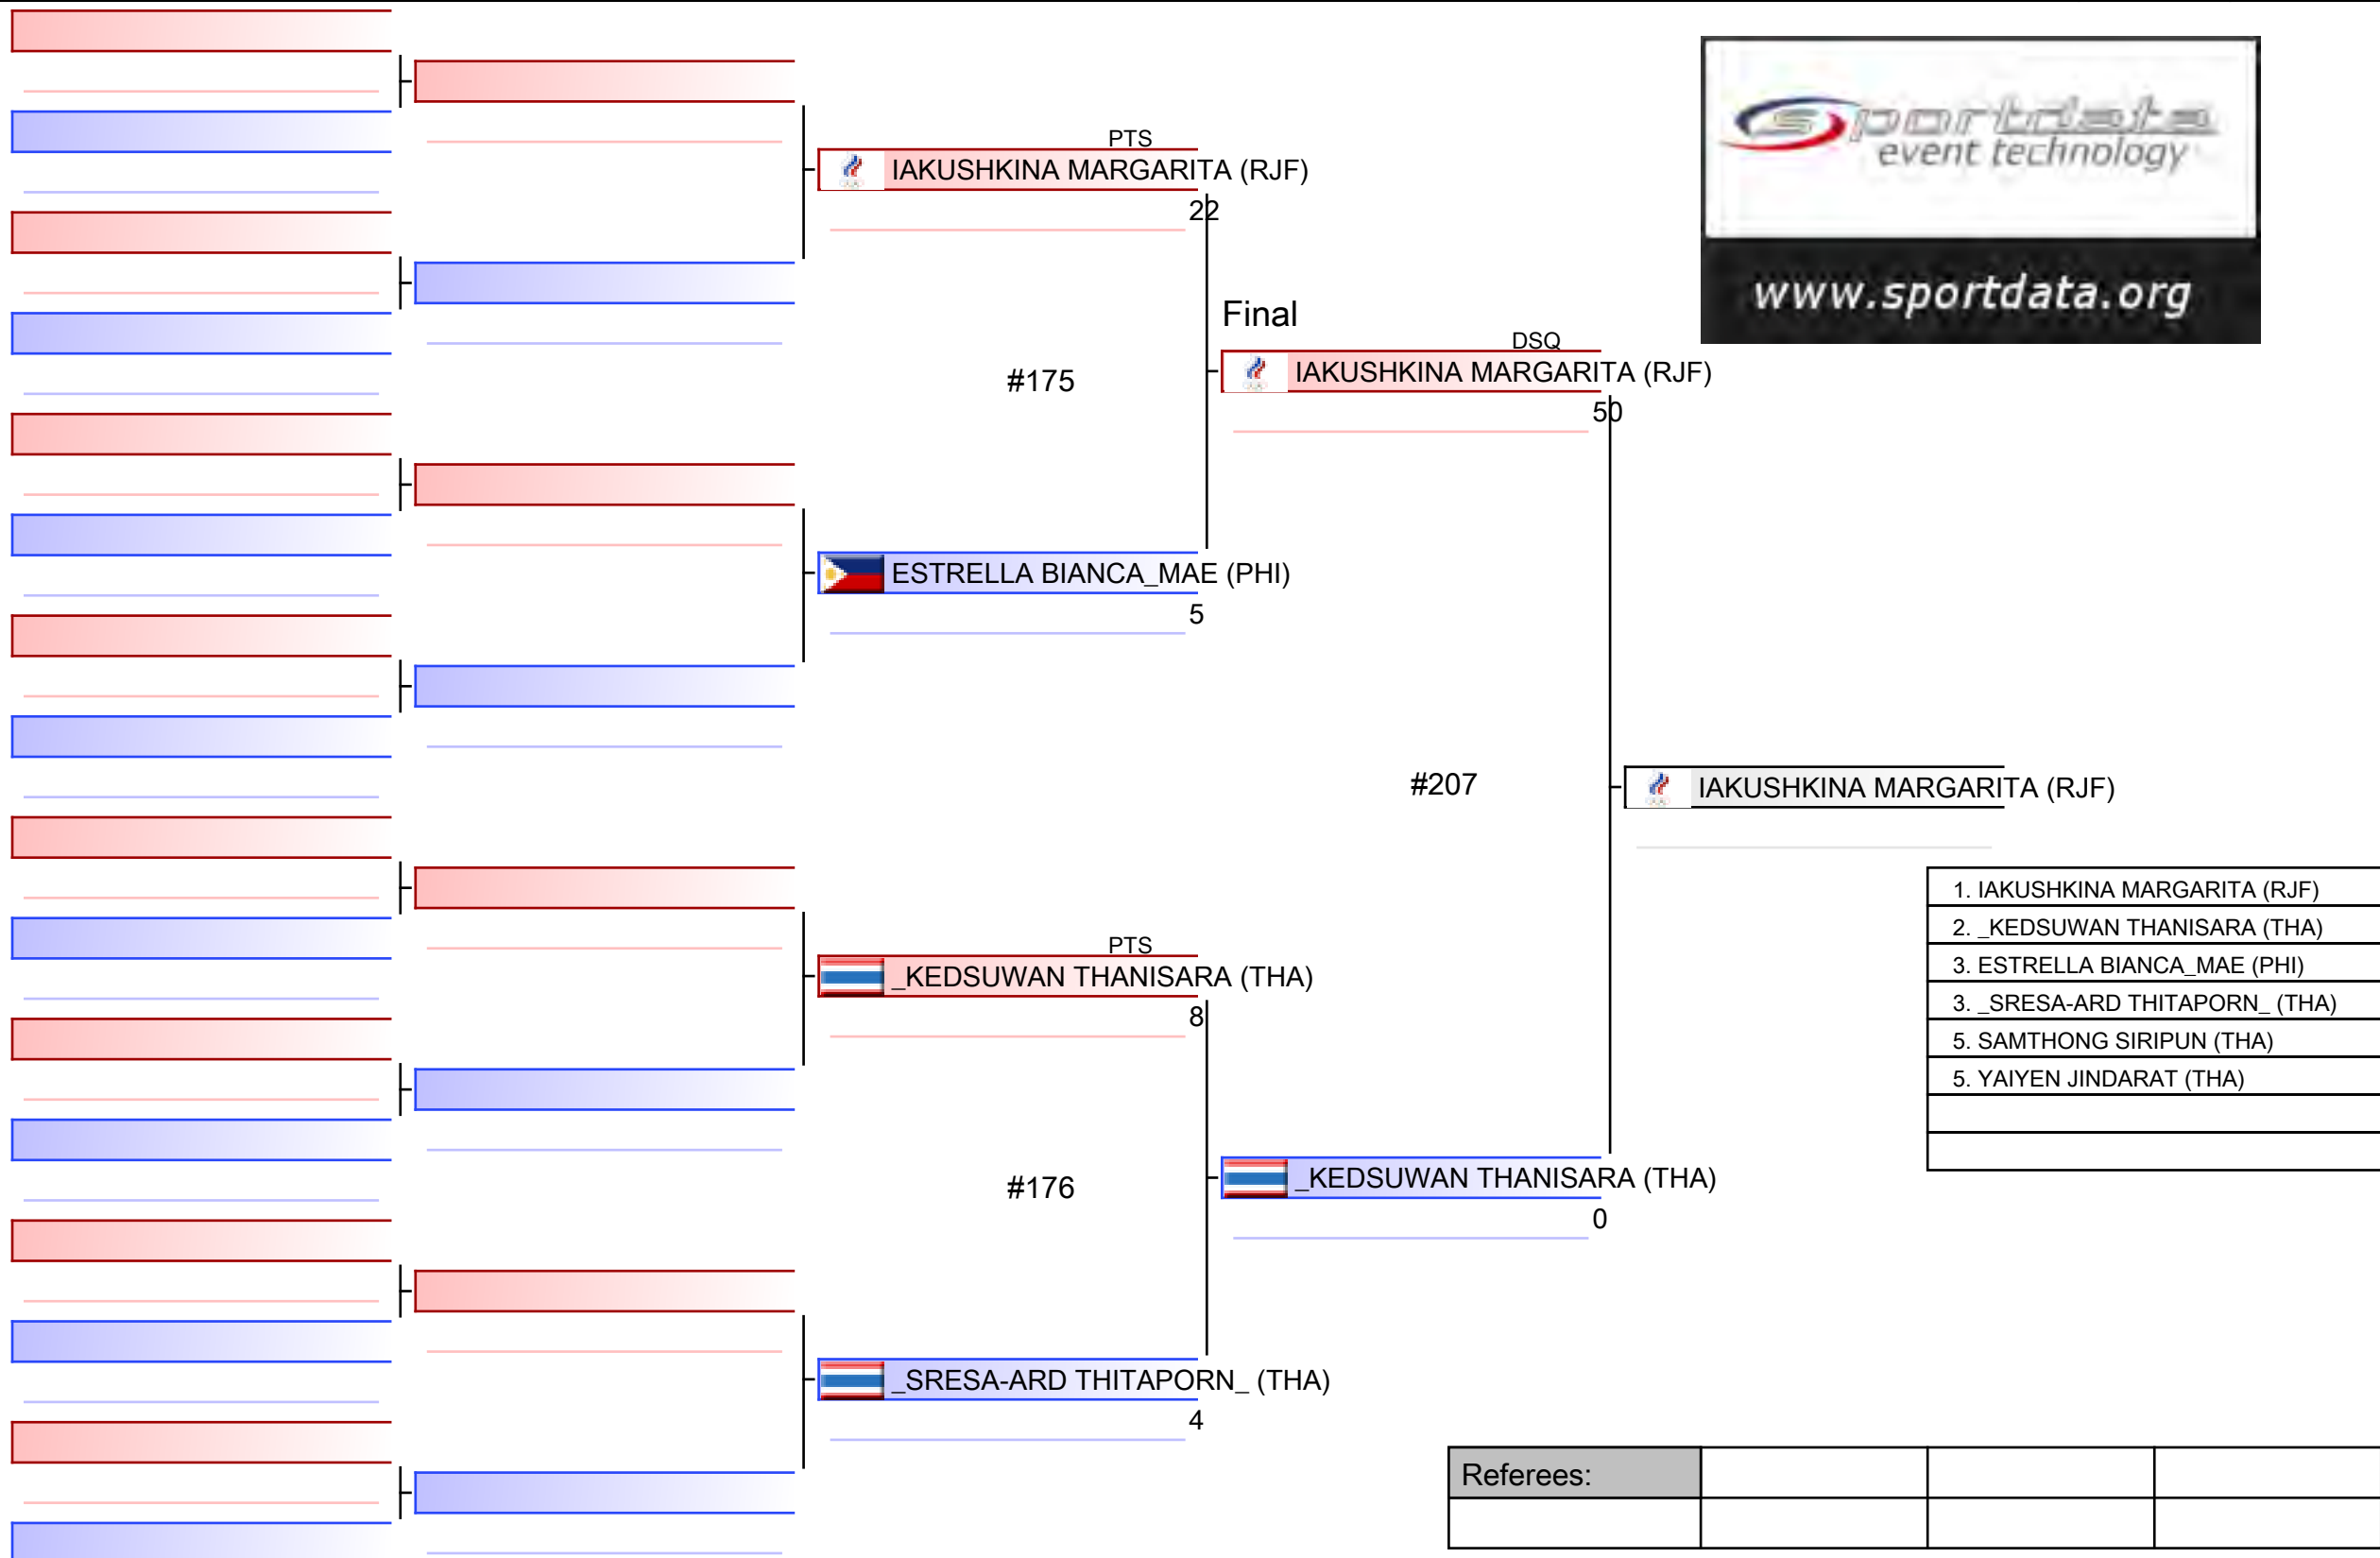 PTS
IAKUSHKINA MARGARITA (RJF)
22
sportdata
event technology
www.sportdata.org
Final
DSQ
#175
IAKUSHKINA MARGARITA (RJF)
50
ESTRELLA BIANCA_MAE (PHI)
5
#207
IAKUSHKINA MARGARITA (RJF)
1. IAKUSHKINA MARGARITA (RJF)
2. _KEDSUWAN THANISARA (THA)
3. ESTRELLA BIANCA_MAE (PHI)
3. _SRESA-ARD THITAPORN_ (THA)
5. SAMTHONG SIRIPUN (THA)
5. YAIYEN JINDARAT (THA)
PTS
_KEDSUWAN THANISARA (THA)
8
#176
_KEDSUWAN THANISARA (THA)
0
_SRESA-ARD THITAPORN_ (THA)
4
Referees: